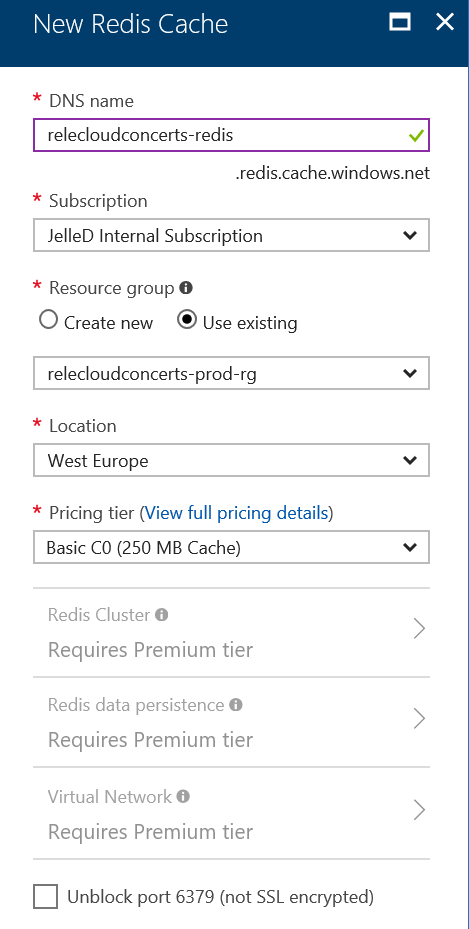 New Redis Cache
* DNS name
relecloudconcerts-redis
.redis.cache.windows.net
* Subscription
JelleD Internal Subscription
* Resource group
Create new Use existing
relecloudconcerts-prod-rg
* Location
West Europe
* Pricing tier (View full pricing details)
Basic C0 (250 MB Cache)
Redis Cluster
Requires Premium tier
Redis data persistence
Requires Premium tier
Virtual Network
Requires Premium tier
Unblock port 6379 (not SSL encrypted)